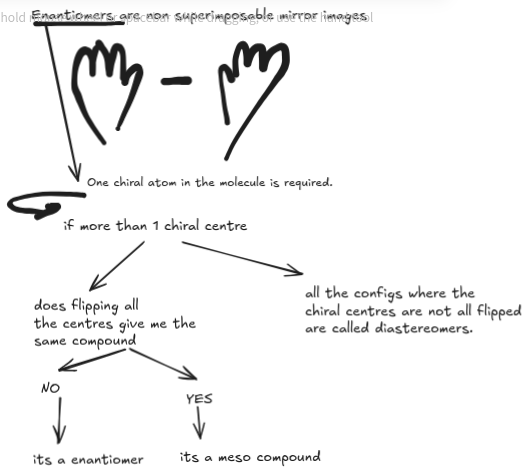 Enantiomers are non superimposable mirror images
One chiral atom in the molecule is required.
if more than 1 chiral centre
does flipping all
the centres give me the
same compound
all the configs where the
chiral centres are not all flipped
are called diastereomers.
NO
YES
its a enantiomer
its a meso compound